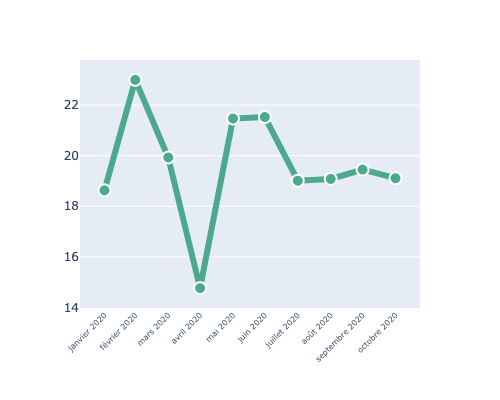 22
20
18
16
14
janvier 2020
février 2020
mars 2020
avril 2020
mai 2020
juin 2020
juillet 2020
août 2020
septembre 2020
octobre 2020